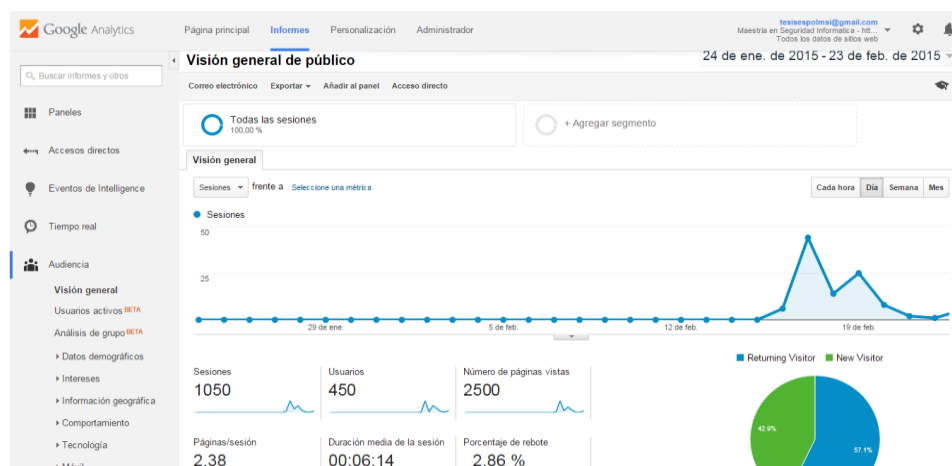 Google Analytics
Página principal Informes Personalización Administrador
tesisespolmsi@gmail.com
Maestria en Seguridad Informatica - htt...
Todos los datos de sitios web
Buscar informes y otros
Visión general de público
24 de ene. de 2015 - 23 de feb. de 2015
Correo electrónico Exportar Añadir al panel Acceso directo
Paneles
Accesos directos
Eventos de Intelligence
Tiempo real
Audiencia
Visión general
Usuarios activos BETA
Análisis de grupo BETA
Datos demográficos
Intereses
Información geográfica
Comportamiento
Tecnología
Todas las sesiones
100,00 %
+ Agregar segmento
Visión general
Sesiones frente a Seleccione una métrica
Cada hora Día Semana Mes
Sesiones
50
25
29 de ene. 5 de feb. 12 de feb. 19 de feb.
Returning Visitor New Visitor
Sesiones Usuarios Número de páginas vistas
1050 450 2500
42.9%
57.1%
Páginas/sesión Duración media de la sesión Porcentaje de rebote
2,38 00:06:14 2,86 %